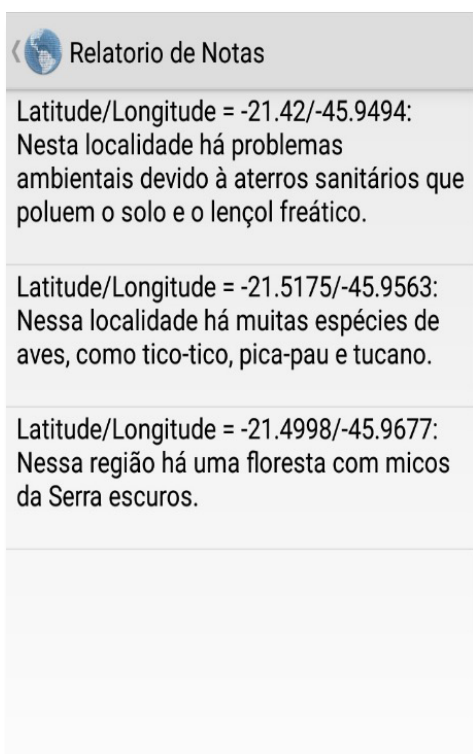 Relatorio de Notas
Latitude/Longitude = -21.42/-45.9494:
Nesta localidade há problemas
ambientais devido à aterros sanitários que
poluem o solo e o lençol freático.
Latitude/Longitude = -21.5175/-45.9563:
Nessa localidade há muitas espécies de
aves, como tico-tico, pica-pau e tucano.
Latitude/Longitude = -21.4998/-45.9677:
Nessa região há uma floresta com micos
da Serra escuros.